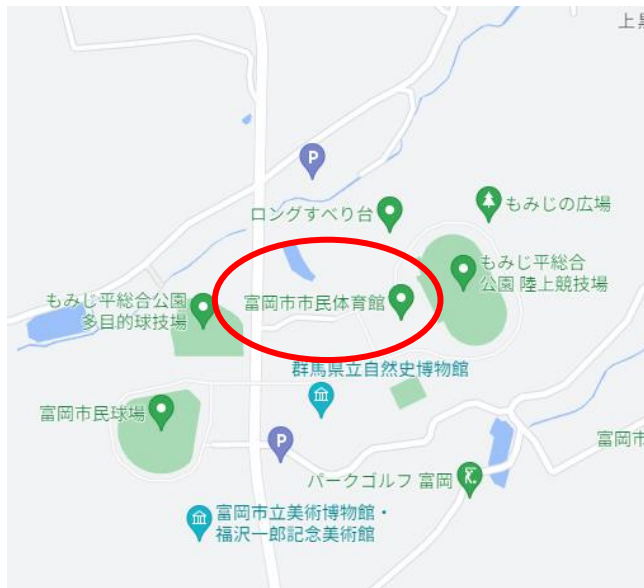 上黒
P
ロングすべり台
もみじの広場
もみじ平総合
公園 陸上競技場
富岡市市民体育館
もみじ平総合公園
多目的球技場
群馬県立自然史博物館
富岡市民球場
富岡市
P
パークゴルフ 富岡
富岡市立美術博物館・
福沢一郎記念美術館